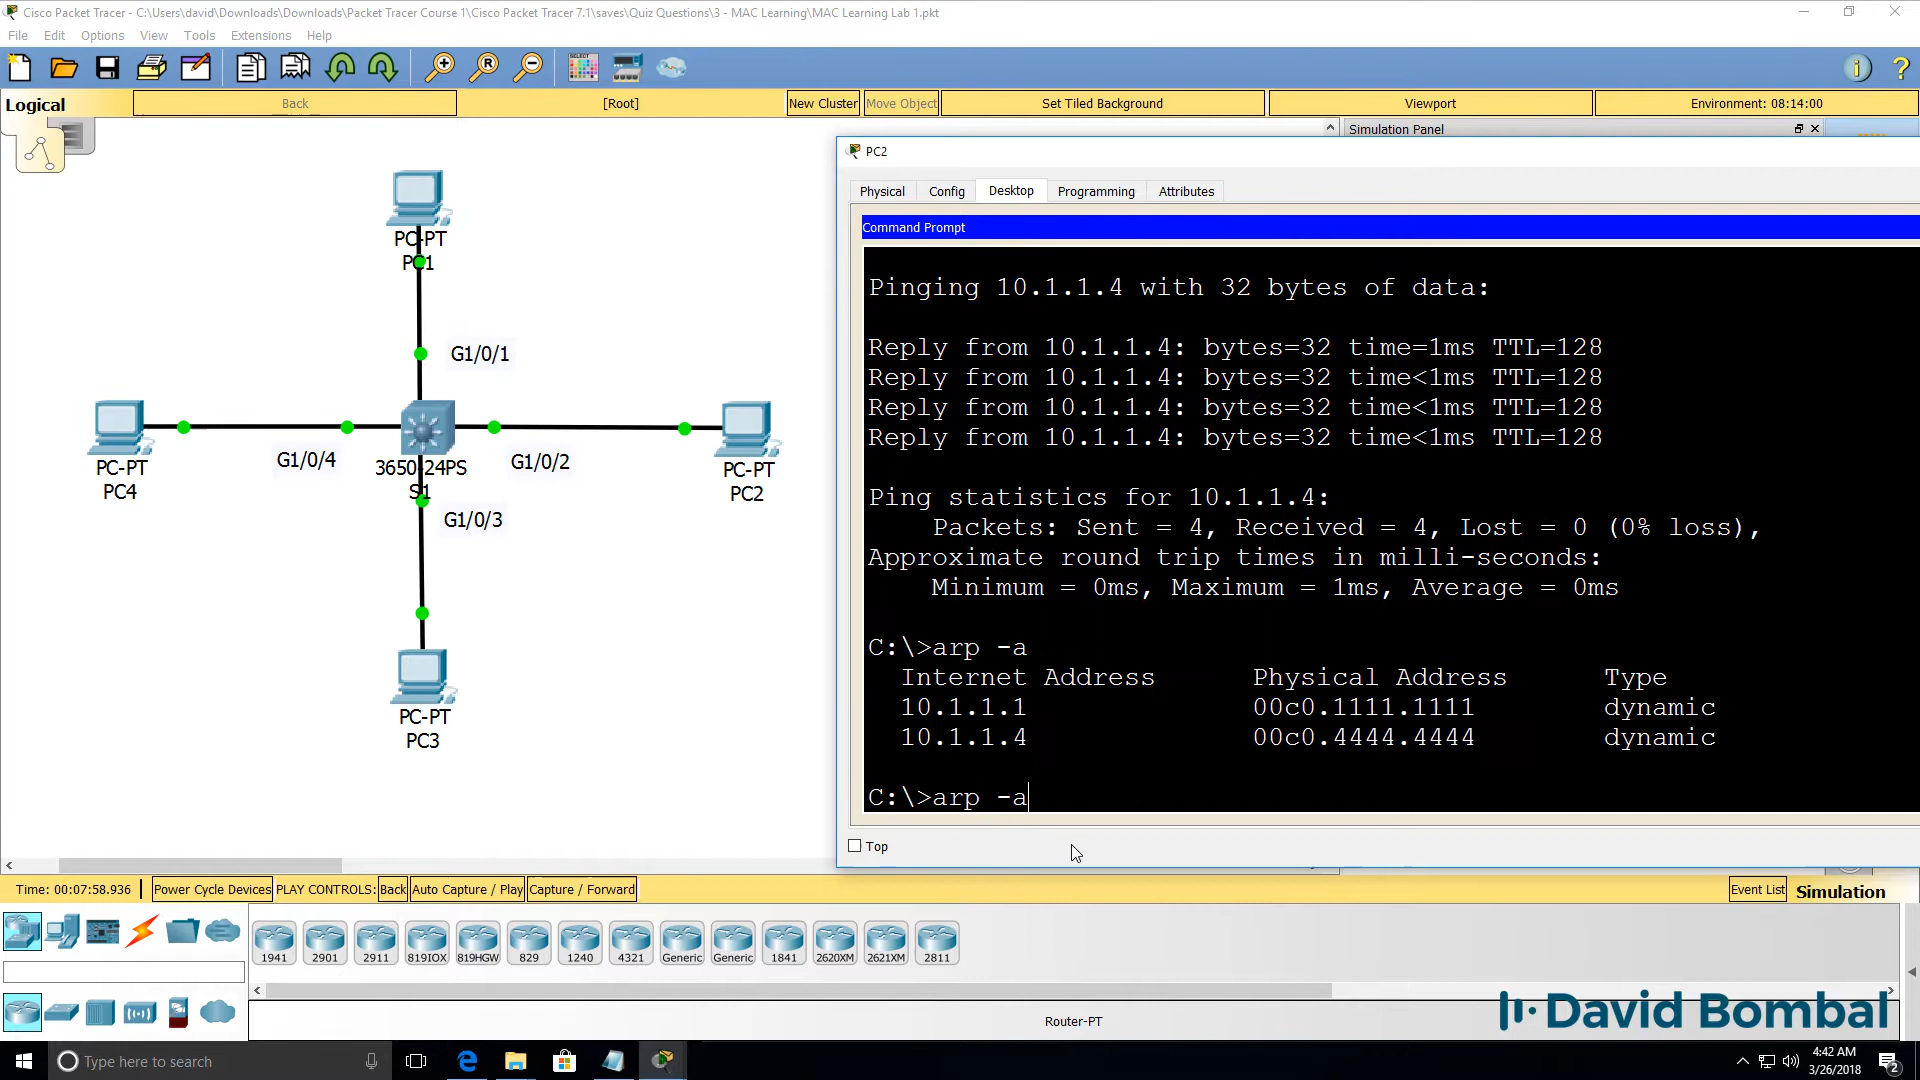 Cisco Packet Tracer - C:\Users\david\Downloads\Downloads\Packet Tracer Course 1\Cisco Packet Tracer 7.1\saves\Quiz Questions\3 - MAC Learning\MAC Learning Lab 1.pkt
File Edit Options View Tools Extensions Help
Logical Back [Root] New Cluster Move Object Set Tiled Background Viewport Environment: 08:14:00
Simulation Panel
PC2
Physical Config Desktop Programming Attributes
Command Prompt
Pinging 10.1.1.4 with 32 bytes of data:
Reply from 10.1.1.4: bytes=32 time=1ms TTL=128
Reply from 10.1.1.4: bytes=32 time<1ms TTL=128
Reply from 10.1.1.4: bytes=32 time<1ms TTL=128
Reply from 10.1.1.4: bytes=32 time<1ms TTL=128
Ping statistics for 10.1.1.4:
Packets: Sent = 4, Received = 4, Lost = 0 (0% loss),
Approximate round trip times in milli-seconds:
Minimum = 0ms, Maximum = 1ms, Average = 0ms
C:\>arp -a
Internet Address Physical Address Type
10.1.1.1 00c0.1111.1111 dynamic
10.1.1.4 00c0.4444.4444 dynamic
C:\>arp -a
Top
PC-PT
PC1
G1/0/1
PC-PT
PC4
G1/0/4
3650-24PS
S1
G1/0/2
PC-PT
PC2
G1/0/3
PC-PT
PC3
Time: 00:07:58.936 Power Cycle Devices PLAY CONTROLS: Back Auto Capture / Play Capture / Forward Event List Simulation
1941 2901 2911 819IOX 819HGW 829 1240 4321 Generic Generic 1841 2620XM 2621XM 2811
Router-PT
David Bombal
Type here to search
4:42 AM
3/26/2018
2